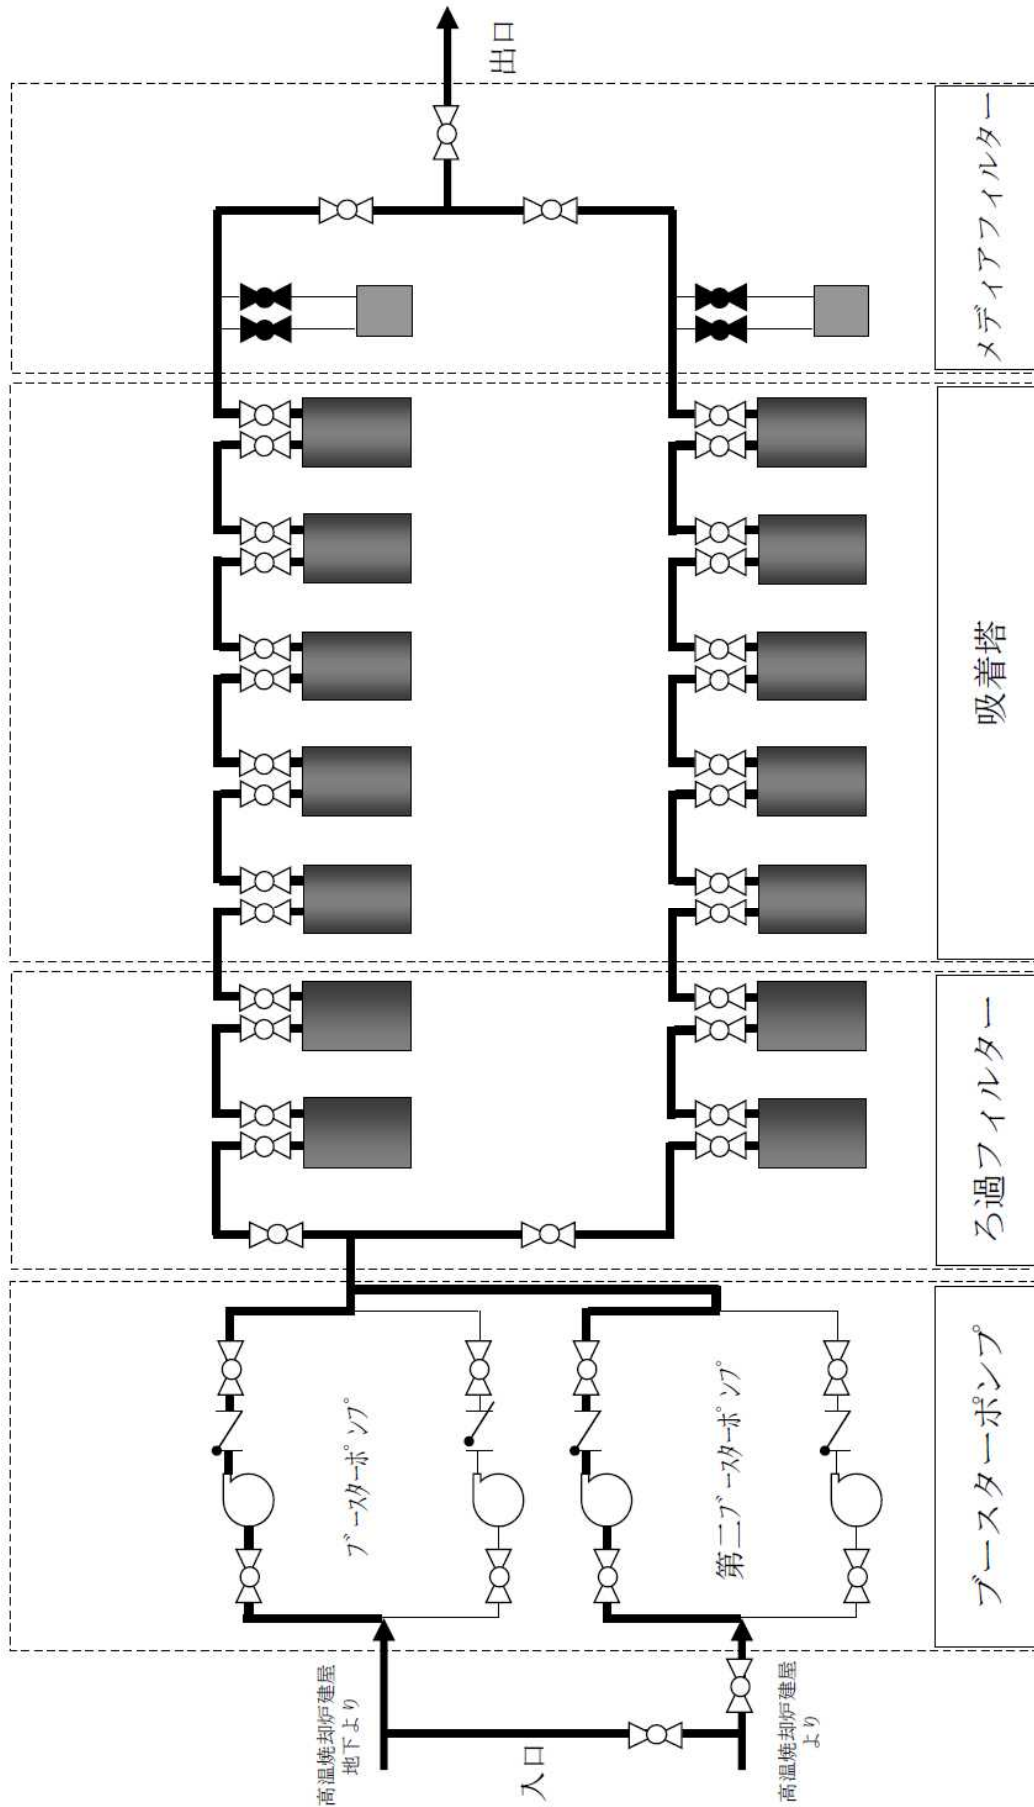 高温焼却炉建屋
地下より
入口
高温焼却炉建屋
より
ブースターポンプ
第二ブースターポンプ
ブースターポンプ
ろ過フィルター
吸着塔
メディアフィルター
出口